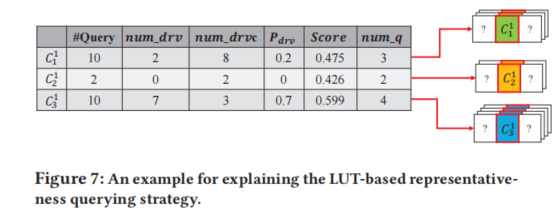 #Query num_drv num_drvc P_drv Score num_q
C_1^1 10 2 8 0.2 0.475 3
C_2^1 2 0 2 0 0.426 2
C_3^1 10 7 3 0.7 0.599 4
? C_1^1 ?
? C_2^1 ?
? C_3^1 ?
Figure 7: An example for explaining the LUT-based representative-
ness querying strategy.